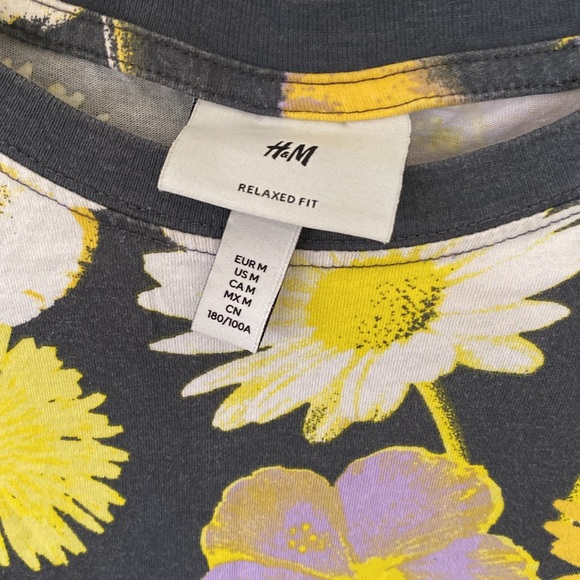 H&M
RELAXED FIT
EUR M
US M
CA M
MX M
CN
180/100A